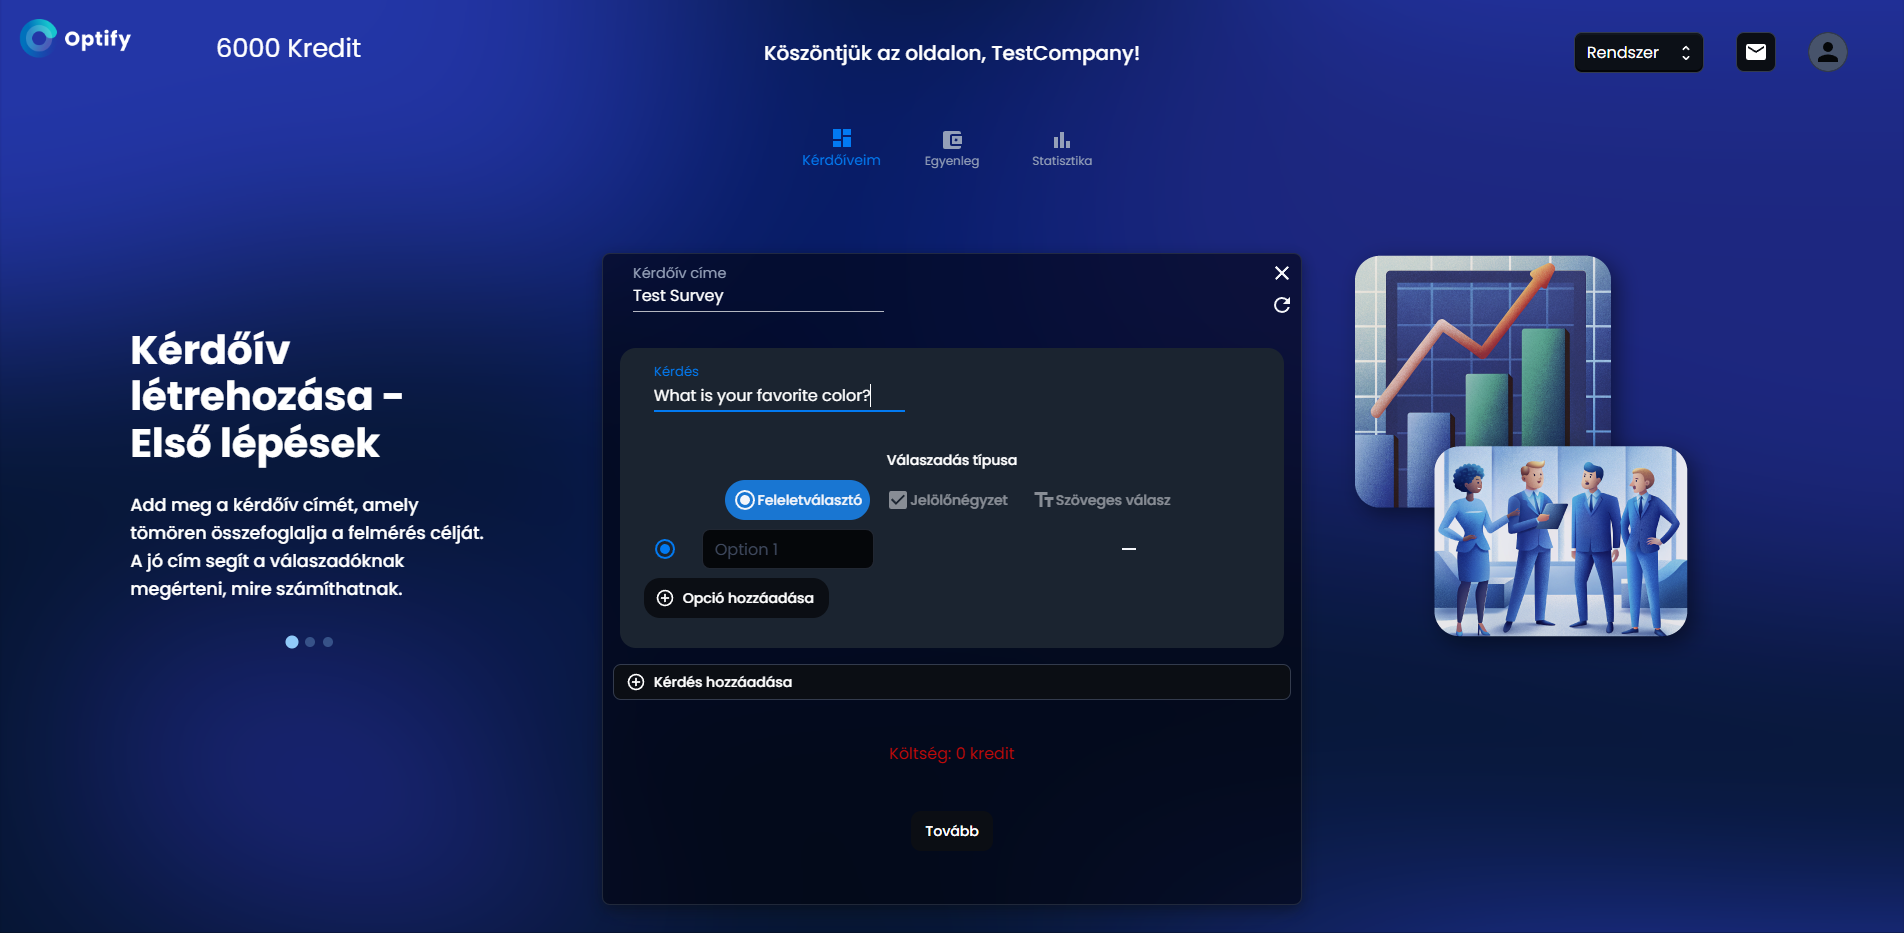 Optify
6000 Kredit
Köszöntjük az oldalon, TestCompany!
Rendszer
Kérdőíveim
Egyenleg
Statisztika
Kérdőív létrehozása -
Első lépések
Add meg a kérdőív címét, amely
tömören összefoglalja a felmérés célját.
A jó cím segít a válaszadóknak
megérteni, mire számíthatnak.
Kérdőív címe
Test Survey
Kérdés
What is your favorite color?
Válaszadás típusa
Feleletválasztó
Jelölőnégyzet
Szöveges válasz
Option 1
Opció hozzáadása
Kérdés hozzáadása
Költség: 0 kredit
Tovább